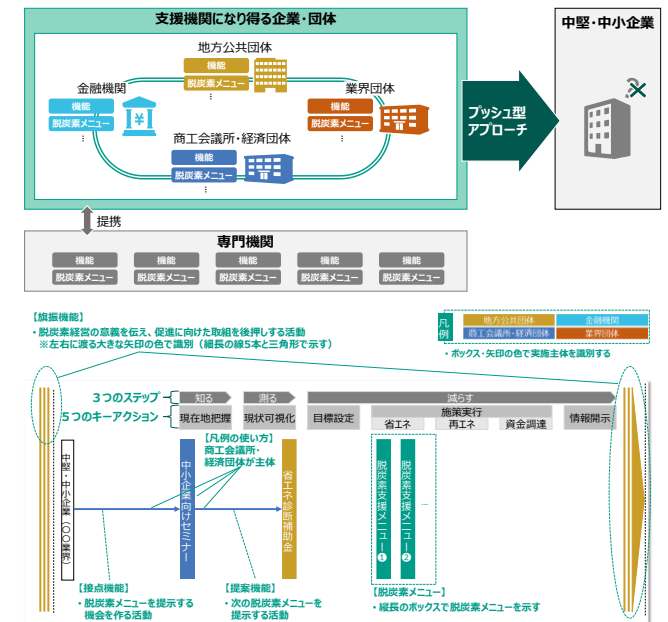 支援機関になり得る企業・団体
中堅・中小企業
地方公共団体
機能
脱炭素メニュー
⋮
金融機関
機能
脱炭素メニュー
⋮
業界団体
機能
脱炭素メニュー
⋮
商工会議所・経済団体
機能
脱炭素メニュー
⋮
プッシュ型
アプローチ
提携
専門機関
機能 機能 機能 機能 機能
脱炭素メニュー 脱炭素メニュー 脱炭素メニュー 脱炭素メニュー 脱炭素メニュー
【旗振機能】
・脱炭素経営の意義を伝え、促進に向けた取組を後押しする活動
※左右に渡る大きな矢印の色で識別（細長の線5本と三角形で示す）
凡例
地方公共団体 金融機関
商工会議所・経済団体 業界団体
・ボックス・矢印の色で実施主体を識別する
3つのステップ 知る 測る 減らす
5つのキーアクション 現在地把握 現状可視化 目標設定 施策実行 情報開示
省エネ 再エネ 資金調達
【凡例の使い方】
商工会議所・
経済団体が主体
中堅・中小企業（〇〇業界）
中小企業向けセミナー
省エネ診断補助金
脱炭素支援メニュー❶
脱炭素支援メニュー❷
…
【接点機能】
・脱炭素メニューを提示する
機会を作る活動
【提案機能】
・次の脱炭素メニューを
提示する活動
【脱炭素メニュー】
・縦長のボックスで脱炭素メニューを示す